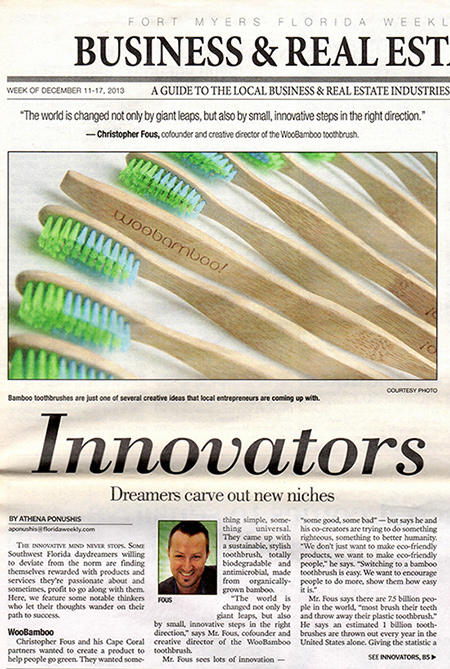 FORT MYERS FLORIDA WEEKL
BUSINESS & REAL EST
WEEK OF DECEMBER 11-17, 2013
A GUIDE TO THE LOCAL BUSINESS & REAL ESTATE INDUSTRIES
“The world is changed not only by giant leaps, but also by small, innovative steps in the right direction.”
— Christopher Fous, cofounder and creative director of the WooBamboo toothbrush.
woobamboo!
COURTESY PHOTO
Bamboo toothbrushes are just one of several creative ideas that local entrepreneurs are coming up with.
Innovators
Dreamers carve out new niches
BY ATHENA PONUSHIS
aponushis@floridaweekly.com
THE INNOVATIVE MIND NEVER STOPS. SOME
Southwest Florida daydreamers willing
to deviate from the norm are finding
themselves rewarded with products and
services they're passionate about and
sometimes, profit to go along with them.
Here, we feature some notable thinkers
who let their thoughts wander on their
path to success.
WooBamboo
Christopher Fous and his Cape Coral
partners wanted to create a product to
help people go green. They wanted some-
FOUS
thing simple, some-
thing universal.
They came up with
a sustainable, stylish
toothbrush, totally
biodegradable and
antimicrobial, made
from organically-
grown bamboo.
“The world is
changed not only by
giant leaps, but also
by small, innovative steps in the right
direction,” says Mr. Fous, cofounder and
creative director of the WooBamboo
toothbrush.
Mr. Fous sees lots of innovation —
“some good, some bad” — but says he and
his co-creators are trying to do something
righteous, something to better humanity.
“We don't just want to make eco-friendly
products, we want to make eco-friendly
people,” he says. “Switching to a bamboo
toothbrush is easy. We want to encourage
people to do more, show them how easy
it is.”
Mr. Fous says there are 7.5 billion peo-
ple in the world, “most brush their teeth
and throw away their plastic toothbrush.”
He says an estimated 1 billion tooth-
brushes are thrown out every year in the
United States alone. Giving the statistic a
SEE INNOVATORS, B5 ▶